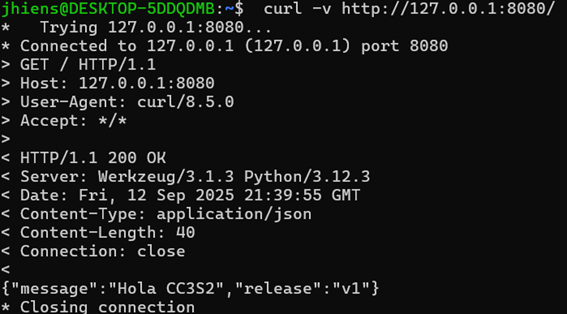 jhiens@DESKTOP-5DDQDMB:~$  curl -v http://127.0.0.1:8080/
*   Trying 127.0.0.1:8080...
* Connected to 127.0.0.1 (127.0.0.1) port 8080
> GET / HTTP/1.1
> Host: 127.0.0.1:8080
> User-Agent: curl/8.5.0
> Accept: */*
>
< HTTP/1.1 200 OK
< Server: Werkzeug/3.1.3 Python/3.12.3
< Date: Fri, 12 Sep 2025 21:39:55 GMT
< Content-Type: application/json
< Content-Length: 40
< Connection: close
<
{"message":"Hola CC3S2","release":"v1"}
* Closing connection